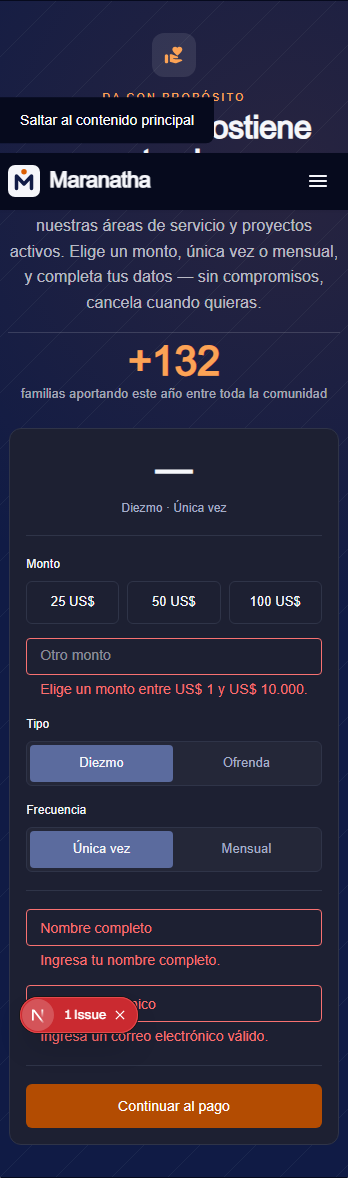 DA CON PROPÓSITO
Saltar al contenido principal
ostiene
Maranatha
nuestras áreas de servicio y proyectos
activos. Elige un monto, única vez o mensual,
y completa tus datos — sin compromisos,
cancela cuando quieras.
+132
familias aportando este año entre toda la comunidad
—
Diezmo · Única vez
Monto
25 US$
50 US$
100 US$
Otro monto
Elige un monto entre US$ 1 y US$ 10.000.
Tipo
Diezmo
Ofrenda
Frecuencia
Única vez
Mensual
Nombre completo
Ingresa tu nombre completo.
nico
N 1 Issue ×
Ingresa un correo electrónico válido.
Continuar al pago